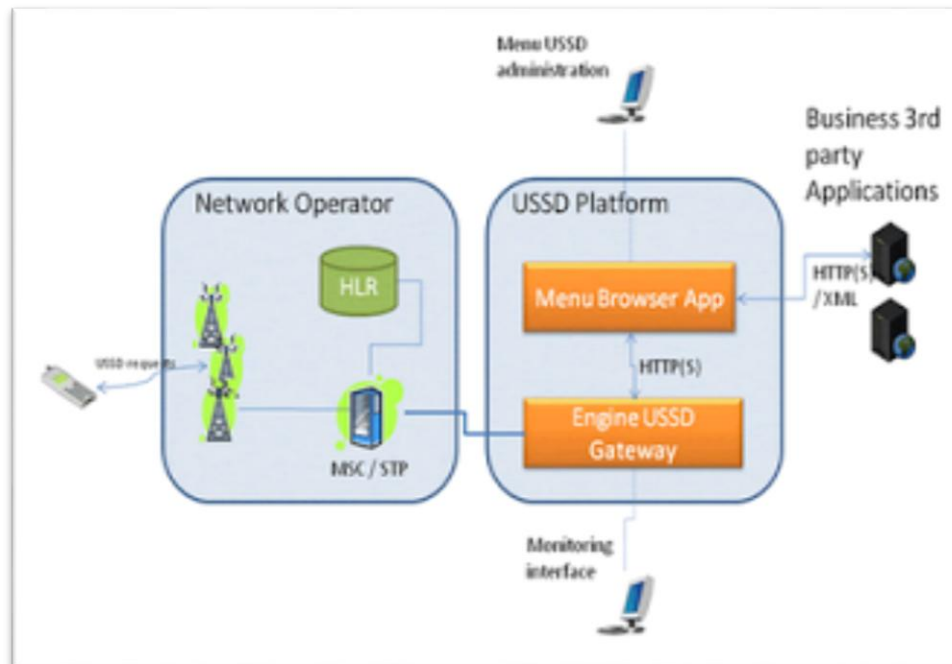 Menu USSD
administration
Business 3rd
party
Applications
Network Operator
USSD Platform
HLR
Menu Browser App
HTTP(S)
/XML
USSD requests
HTTP(S)
Engine USSD
Gateway
MSC / STP
Monitoring
interface